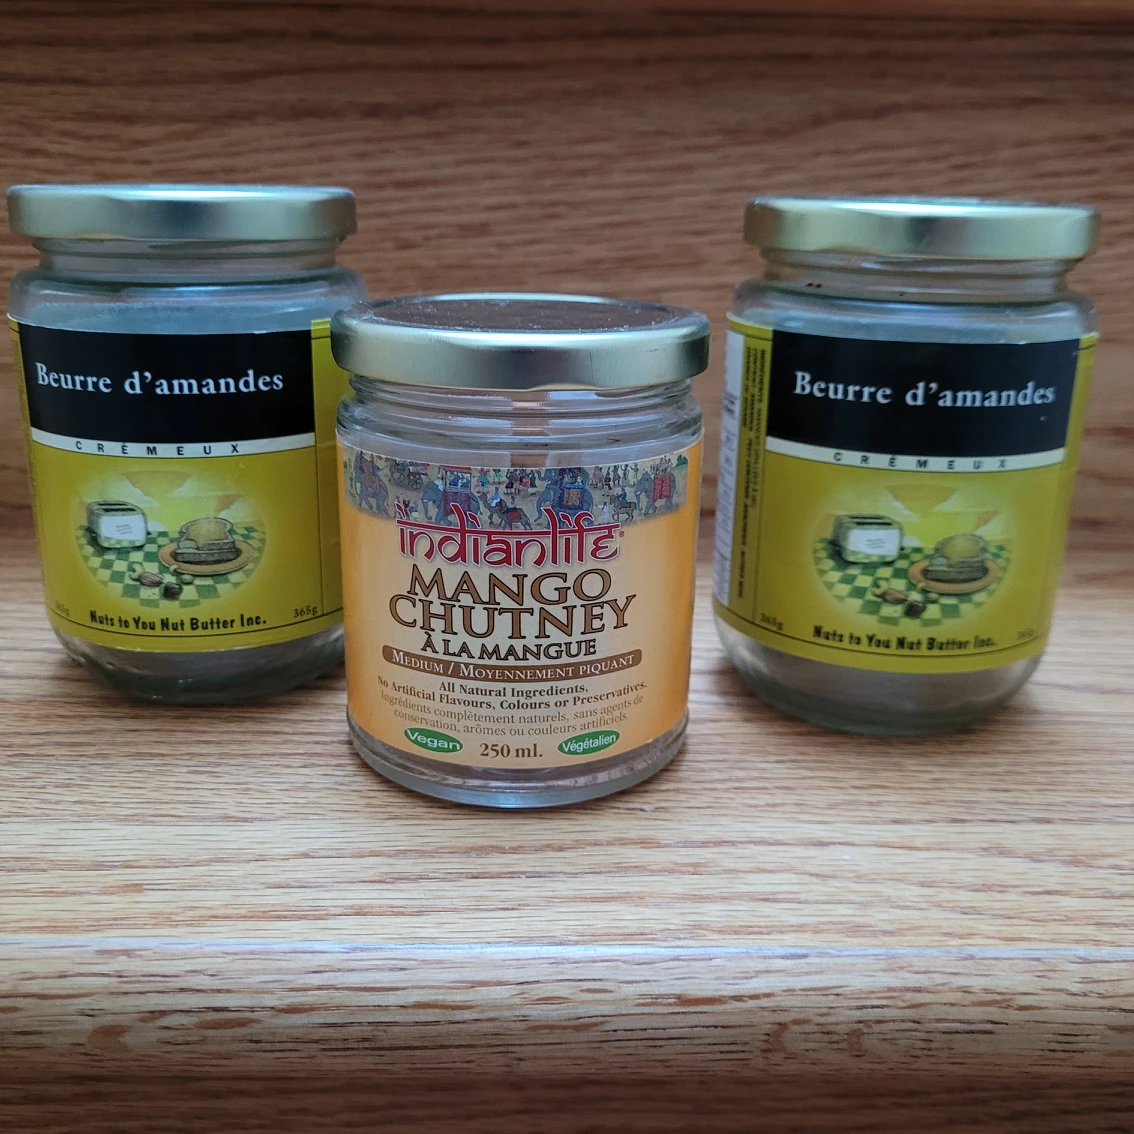 Beurre d'amandes
CRÉMEUX
365g
Nuts to You Nut Butter Inc.
365g
indianlife®
MANGO
CHUTNEY
À LA MANGUE
MEDIUM / MOYENNEMENT PIQUANT
All Natural Ingredients,
No Artificial Flavours, Colours or Preservatives.
Ingrédients complètement naturels, sans agents de
conservation, arômes ou couleurs artificiels.
Vegan
250 ml.
Végétalien
Beurre d'amandes
CRÉMEUX
365g
Nuts to You Nut Butter Inc.
365g